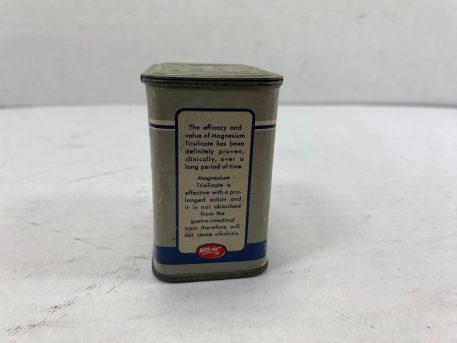 The efficacy and
value of Magnesium
Trisilicate has been
definitely proven,
clinically, over a
long period of time.
Magnesium
Trisilicate is
effective with a pro-
longed action and
it is not absorbed
from the
gastro-intestinal
tract therefore will
not cause alkalosis.